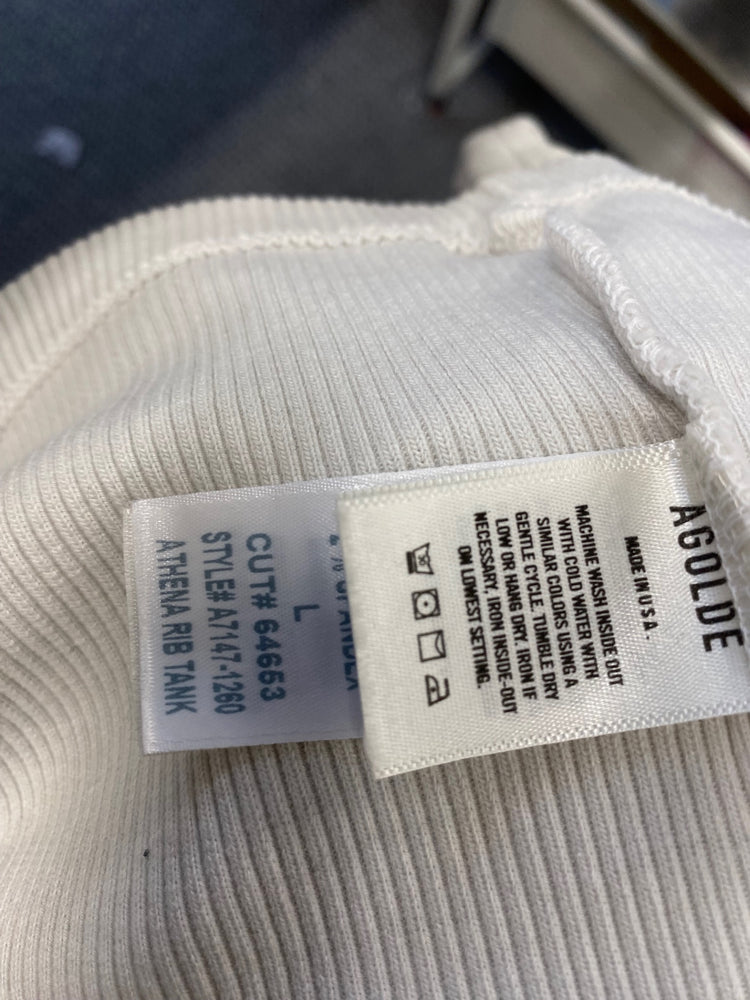 AGOLDE
MADE IN U S A .
MACHINE WASH INSIDE OUT
WITH COLD WATER WITH
SIMILAR COLORS USING A
GENTLE CYCLE. TUMBLE DRY
LOW OR HANG DRY. IRON IF
NECESSARY, IRON INSIDE-OUT
ON LOWEST SETTING.
L
CUT# 64653
STYLE# A7147-1260
ATHENA RIB TANK